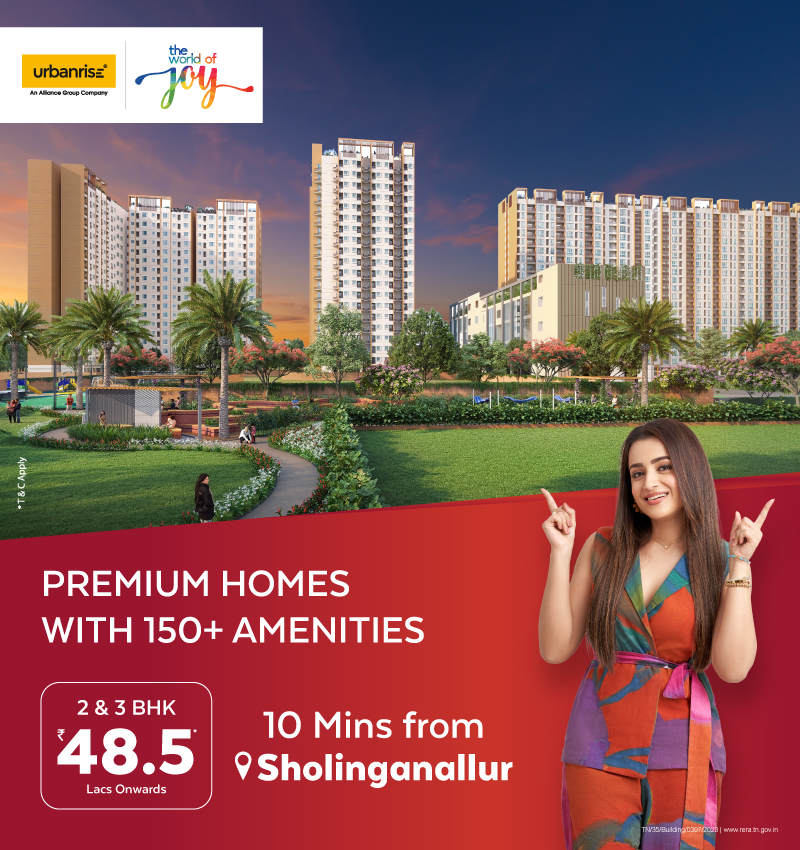 urbanrise®
An Alliance Group Company
the
world of
joy
*T & C Apply
PREMIUM HOMES
WITH 150+ AMENITIES
2 & 3 BHK
₹48.5*
Lacs Onwards
10 Mins from
Sholinganallur
TN/35/Building/0397/2023 | www.rera.tn.gov.in